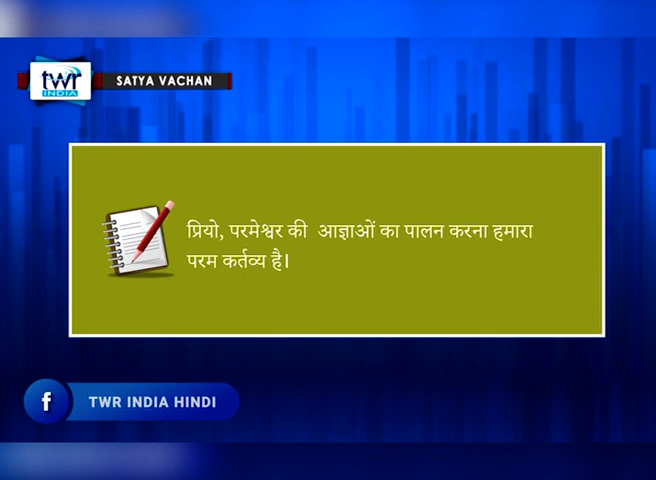 twr
INDIA
SATYA VACHAN
प्रियो, परमेश्वर की आज्ञाओं का पालन करना हमारा
परम कर्तव्य है।
f
TWR INDIA HINDI